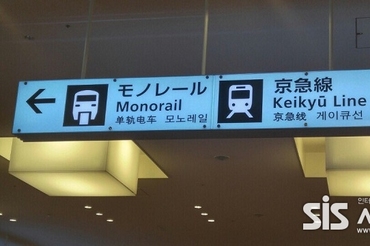 モノレール
Monorail
单轨电车 모노레일
京急線
Keikyū Line
京急线 게이큐선
SIS